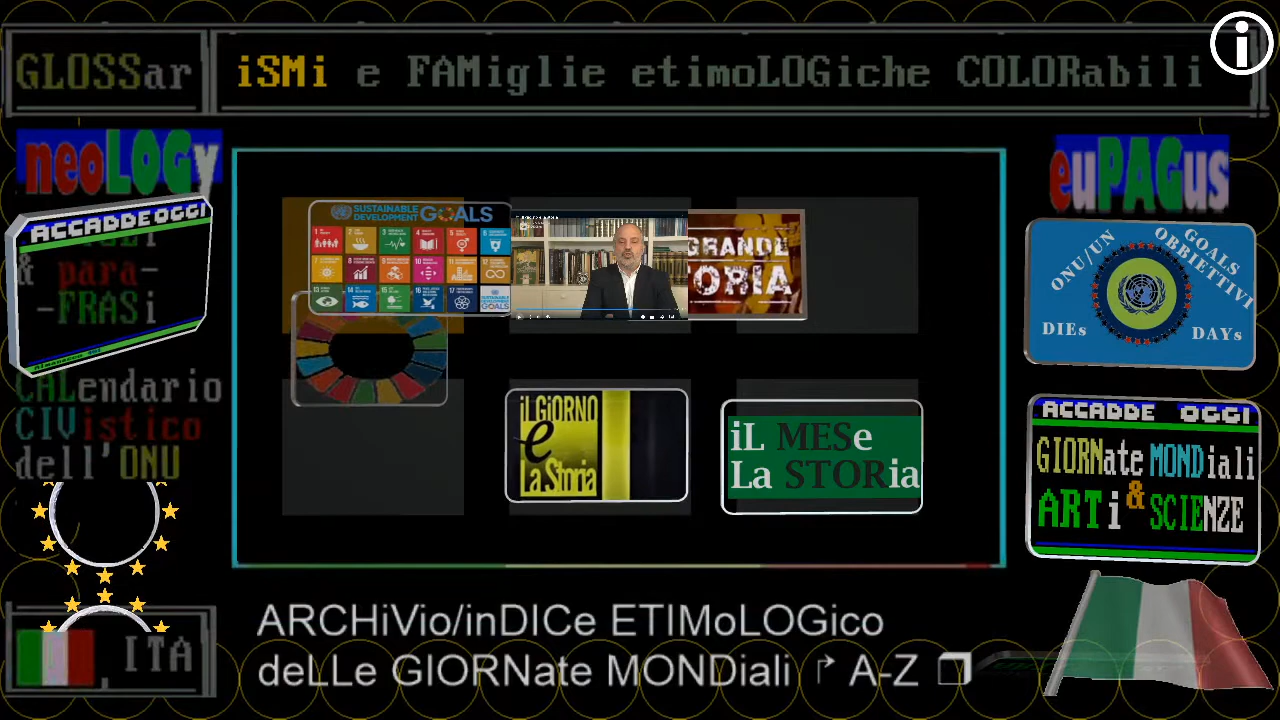 GLOSSar
iSMi e FAMiglie etimoLOGiche COLORabili
neoLOGy
ACCADDE OGGI
& para-
-FRASi
CALendario
CIVistico
dell'ONU
ITA
SUSTAINABLE
DEVELOPMENT GOALS
GRANDE
ORIA
iL GiORNO
e
La Storia
iL MESe
La STORia
euPAGus
ONU/UN
GOALS
OBBIETTIVI
DIEs
DAYs
ACCADDE OGGI
GIORNate MONDiali
ARTi & SCIENZE
ARCHiVio/inDICe ETIMoLOGico
deLLe GIORNate MONDiali A-Z